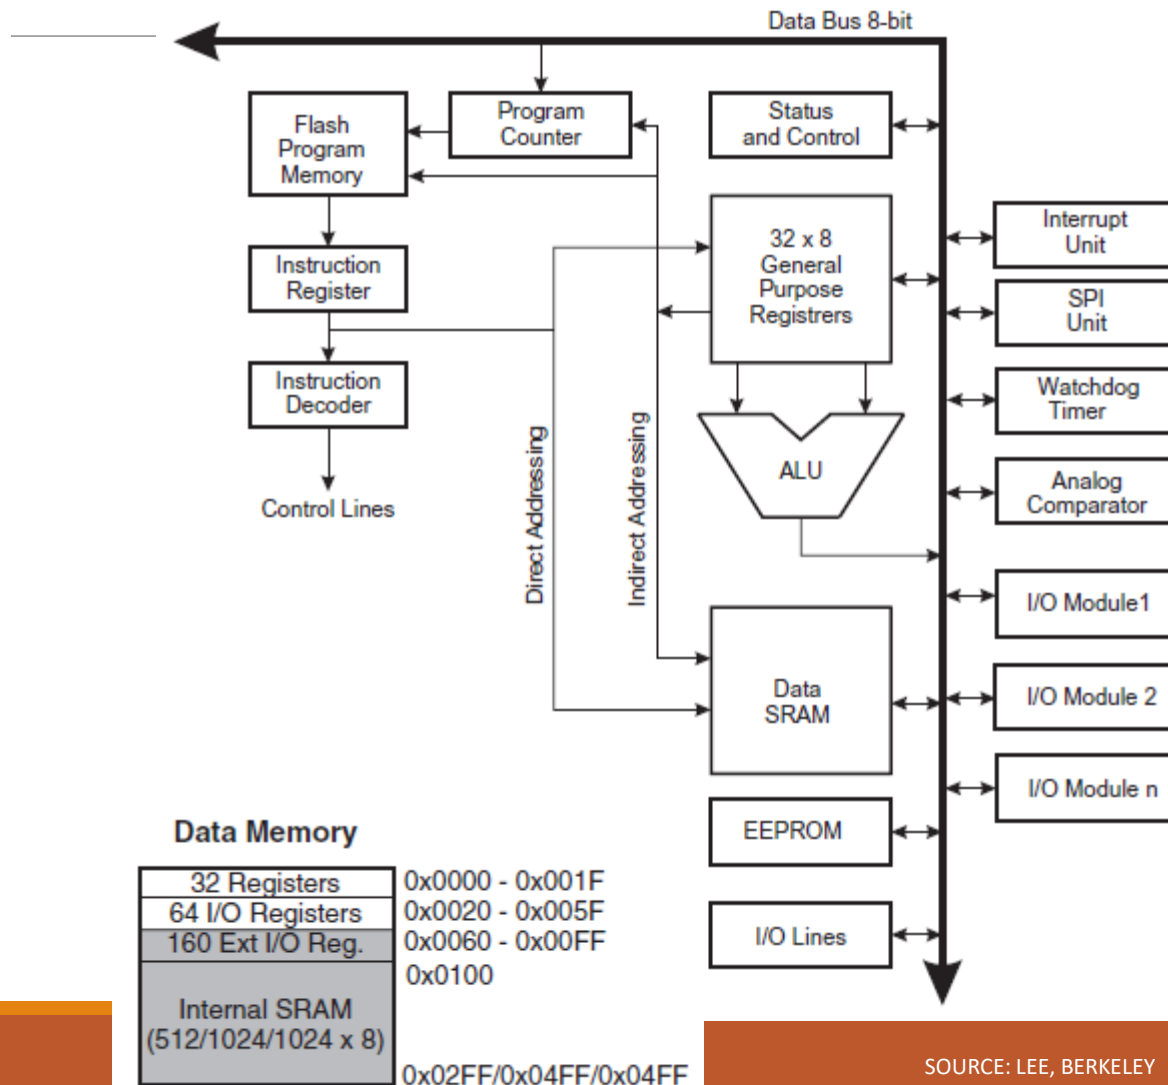 Data Bus 8-bit
Flash
Program
Memory
Program
Counter
Status
and Control
Interrupt
Unit
32 x 8
General
Purpose
Registrers
Instruction
Register
SPI
Unit
Instruction
Decoder
Watchdog
Timer
ALU
Analog
Comparator
Control Lines
Direct Addressing
Indirect Addressing
I/O Module1
Data
SRAM
I/O Module 2
I/O Module n
EEPROM
I/O Lines
Data Memory
32 Registers 0x0000 - 0x001F
64 I/O Registers 0x0020 - 0x005F
160 Ext I/O Reg. 0x0060 - 0x00FF
0x0100
Internal SRAM
(512/1024/1024 x 8)
0x02FF/0x04FF/0x04FF
SOURCE: LEE, BERKELEY